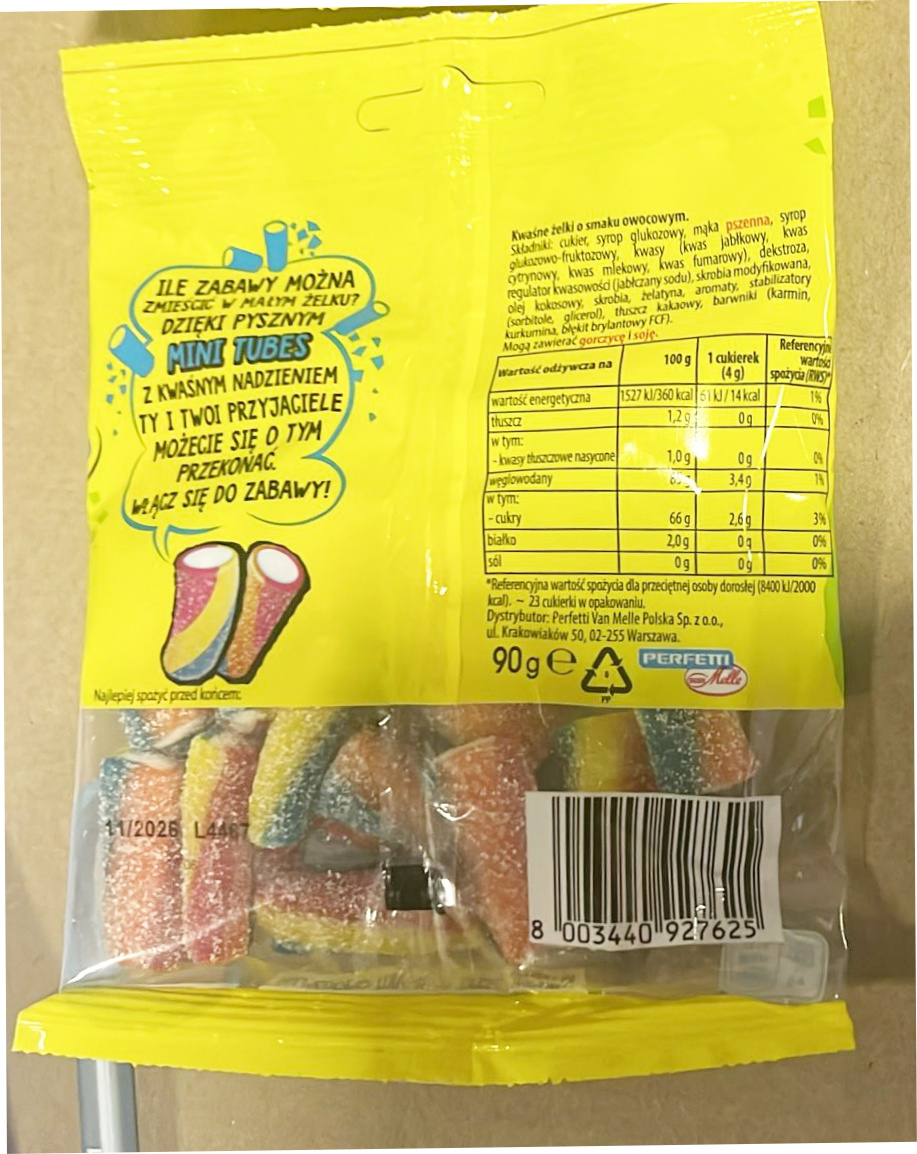 ILE ZABAWY MOŻNA
ZMIEŚCIĆ W MAŁYM ŻELKU?
DZIĘKI PYSZNYM
MINI TUBES
Z KWAŚNYM NADZIENIEM
TY I TWOI PRZYJACIELE
MOŻECIE SIĘ O TYM
PRZEKONAĆ.
WŁĄCZ SIĘ DO ZABAWY!
Najlepiej spożyć przed końcem:
11/2026 L4467
Kwaśne żelki o smaku owocowym.
Składniki: cukier, syrop glukozowy, mąka pszenna, syrop
glukozowo-fruktozowy, kwasy (kwas jabłkowy, kwas
cytrynowy, kwas mlekowy, kwas fumarowy), dekstroza,
regulator kwasowości (jabłczany sodu), skrobia modyfikowana,
olej kokosowy, skrobia, żelatyna, aromaty, stabilizatory
(sorbitole, glicerol), tłuszcz kakaowy, barwniki (karmin,
kurkumina, błękit brylantowy FCF).
Mogą zawierać gorczycę i soję.
Wartość odżywcza na 100 g 1 cukierek (4 g) Referencyjna wartość spożycia (RWS)*
wartość energetyczna 1527 kJ/360 kcal 61 kJ/14 kcal 1%
tłuszcz 1,2 g 0 g 0%
w tym:
- kwasy tłuszczowe nasycone 1,0 g 0 g 0%
węglowodany 3,4 g 1%
w tym:
- cukry 66 g 2,6 g 3%
białko 2,0 g 0 g 0%
sól 0 g 0 g 0%
*Referencyjna wartość spożycia dla przeciętnej osoby dorosłej (8400 kJ/2000
kcal). ~ 23 cukierki w opakowaniu.
Dystrybutor: Perfetti Van Melle Polska Sp. z o.o.,
ul. Krakowiaków 50, 02-255 Warszawa.
90 g e PP PERFETTI
Melle
8 003440 927625